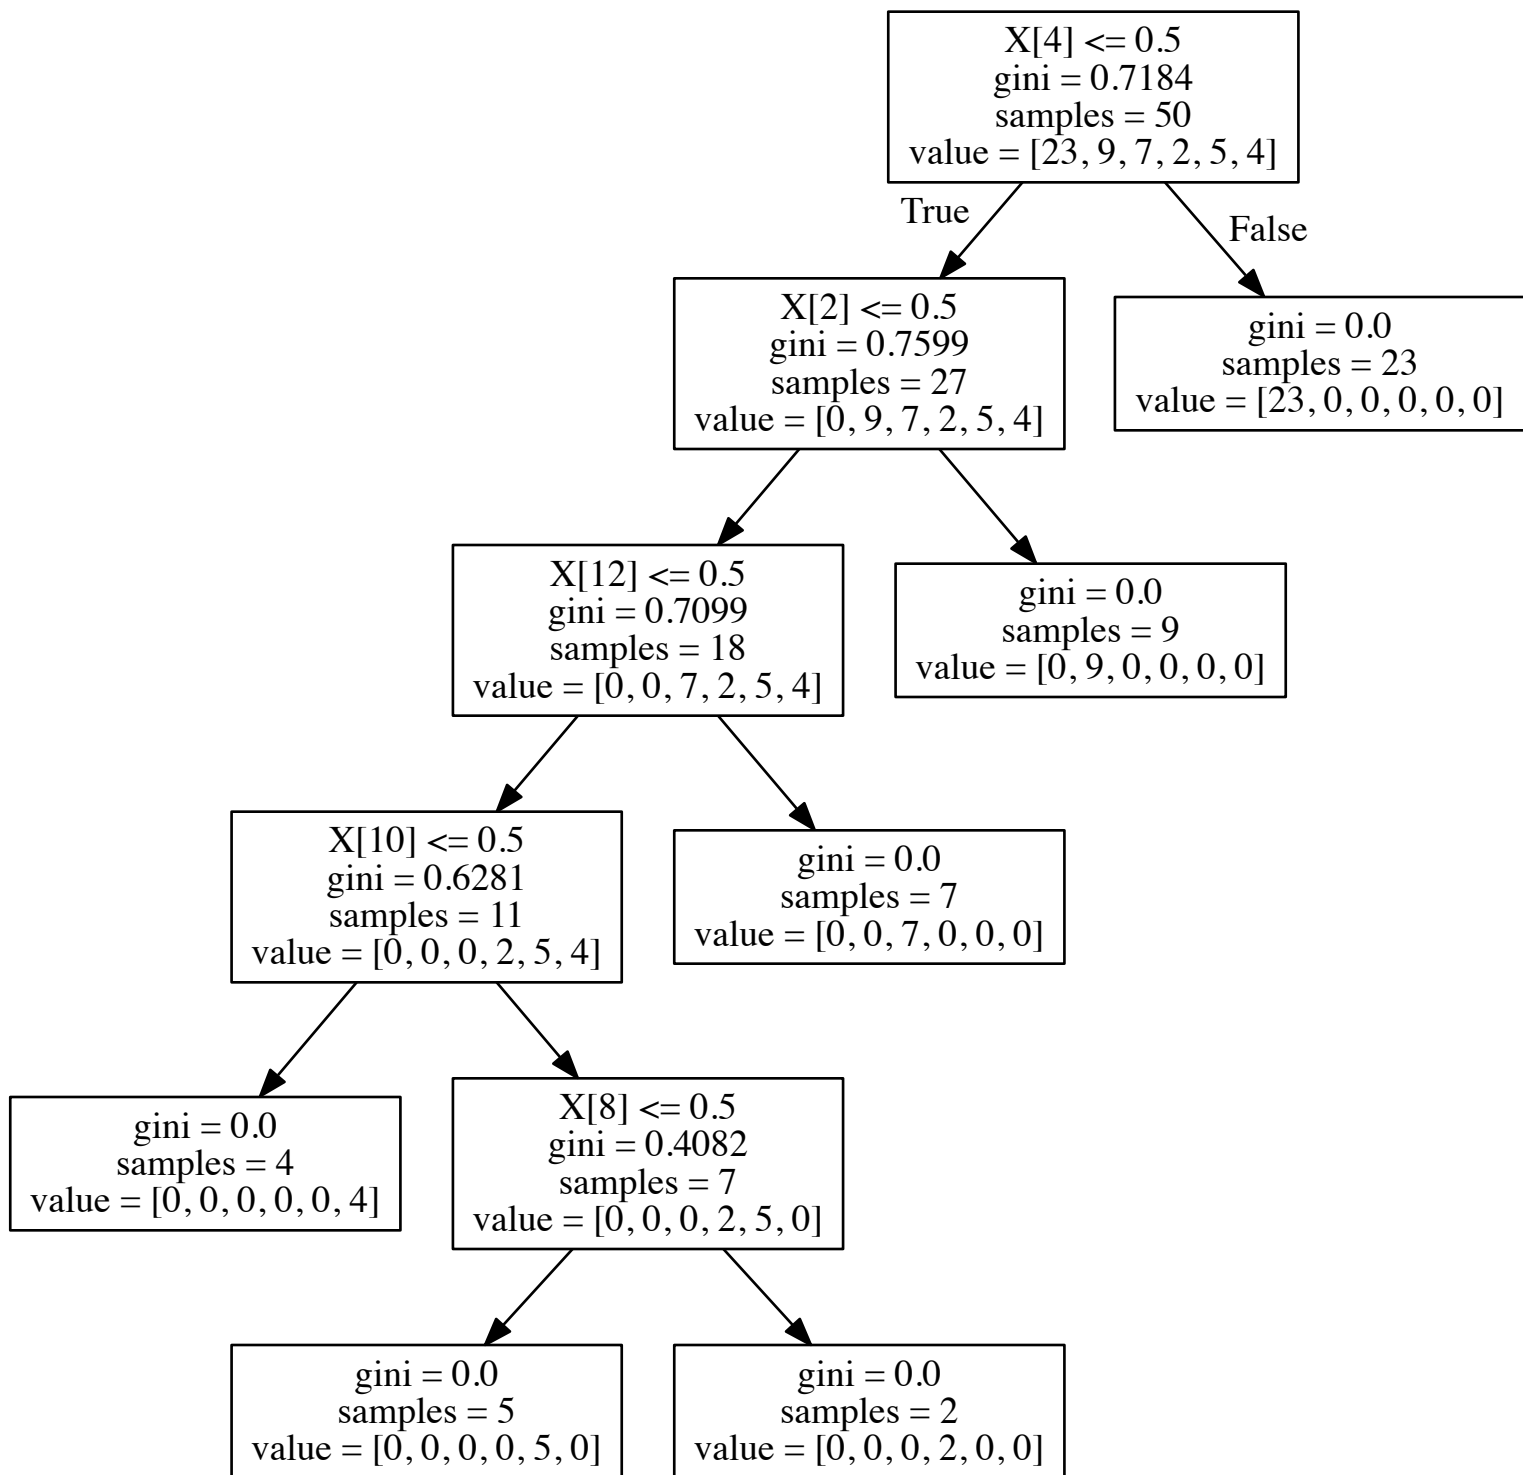 X[4] <= 0.5
gini = 0.7184
samples = 50
value = [23, 9, 7, 2, 5, 4]
True
False
X[2] <= 0.5
gini = 0.7599
samples = 27
value = [0, 9, 7, 2, 5, 4]
gini = 0.0
samples = 23
value = [23, 0, 0, 0, 0, 0]
X[12] <= 0.5
gini = 0.7099
samples = 18
value = [0, 0, 7, 2, 5, 4]
gini = 0.0
samples = 9
value = [0, 9, 0, 0, 0, 0]
X[10] <= 0.5
gini = 0.6281
samples = 11
value = [0, 0, 0, 2, 5, 4]
gini = 0.0
samples = 7
value = [0, 0, 7, 0, 0, 0]
gini = 0.0
samples = 4
value = [0, 0, 0, 0, 0, 4]
X[8] <= 0.5
gini = 0.4082
samples = 7
value = [0, 0, 0, 2, 5, 0]
gini = 0.0
samples = 5
value = [0, 0, 0, 0, 5, 0]
gini = 0.0
samples = 2
value = [0, 0, 0, 2, 0, 0]